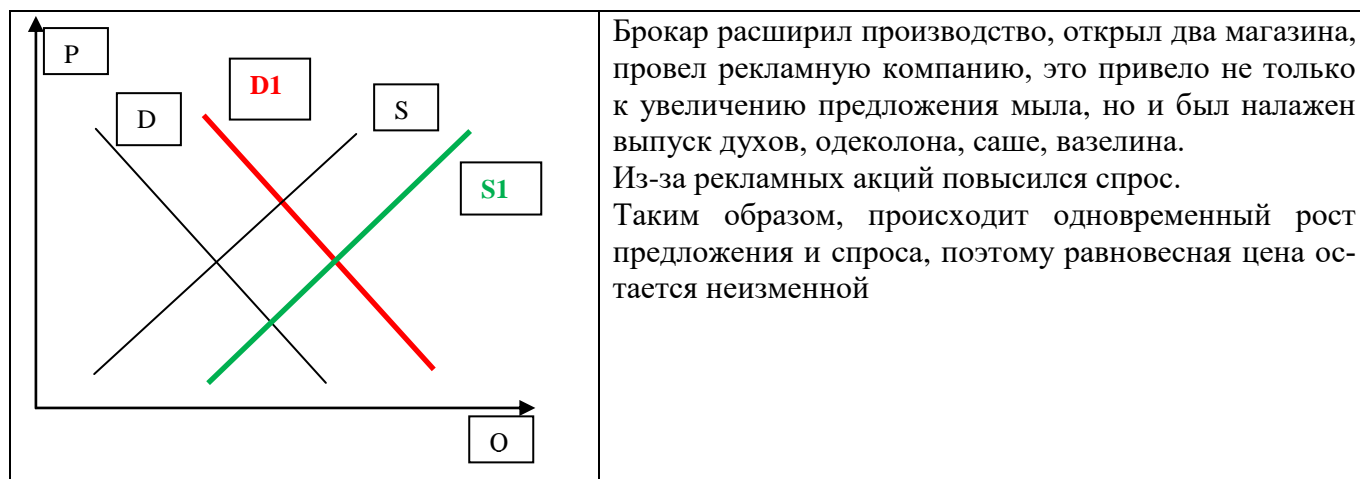 P
D1
D
S
S1
Q
Брокар расширил производство, открыл два магазина,
провел рекламную компанию, это привело не только
к увеличению предложения мыла, но и был налажен
выпуск духов, одеколона, саше, вазелина.
Из-за рекламных акций повысился спрос.
Таким образом, происходит одновременный рост
предложения и спроса, поэтому равновесная цена ос-
тается неизменной